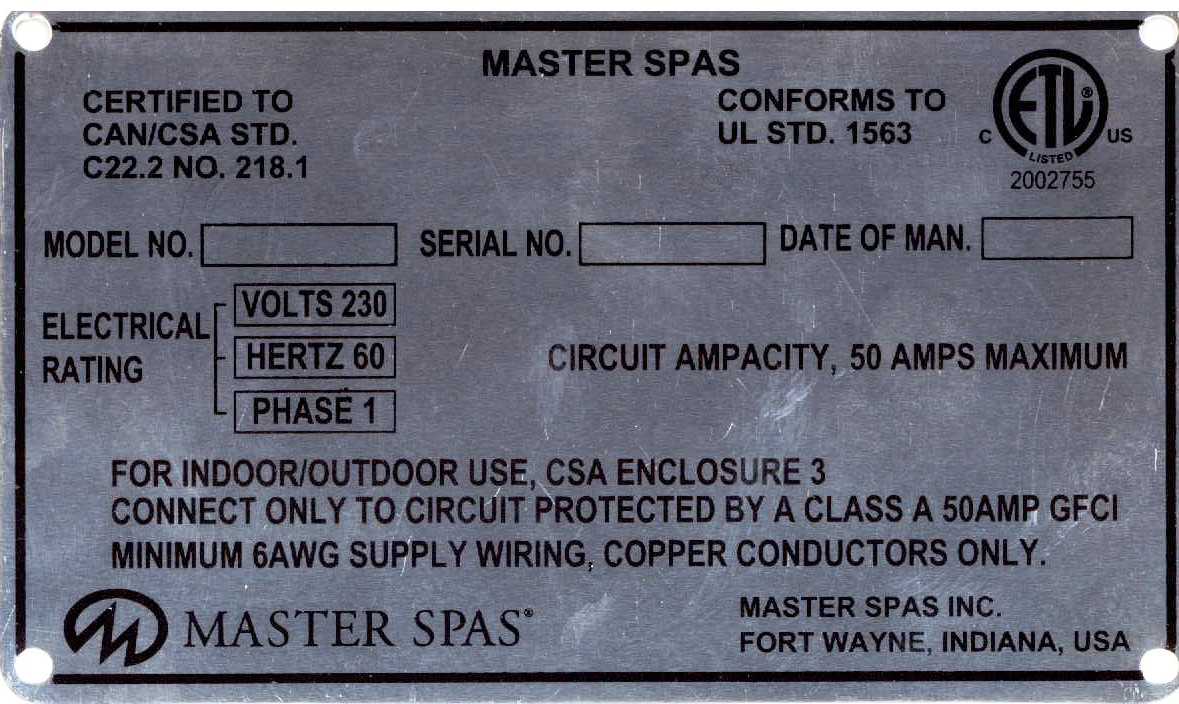 MASTER SPAS
CERTIFIED TO
CAN/CSA STD.
C22.2 NO. 218.1
CONFORMS TO
UL STD. 1563
ETL®
C US
LISTED
2002755
MODEL NO. SERIAL NO. DATE OF MAN.
ELECTRICAL
RATING
VOLTS 230
HERTZ 60
PHASE 1
CIRCUIT AMPACITY, 50 AMPS MAXIMUM
FOR INDOOR/OUTDOOR USE, CSA ENCLOSURE 3
CONNECT ONLY TO CIRCUIT PROTECTED BY A CLASS A 50AMP GFCI
MINIMUM 6AWG SUPPLY WIRING, COPPER CONDUCTORS ONLY.
MASTER SPAS®
MASTER SPAS INC.
FORT WAYNE, INDIANA, USA